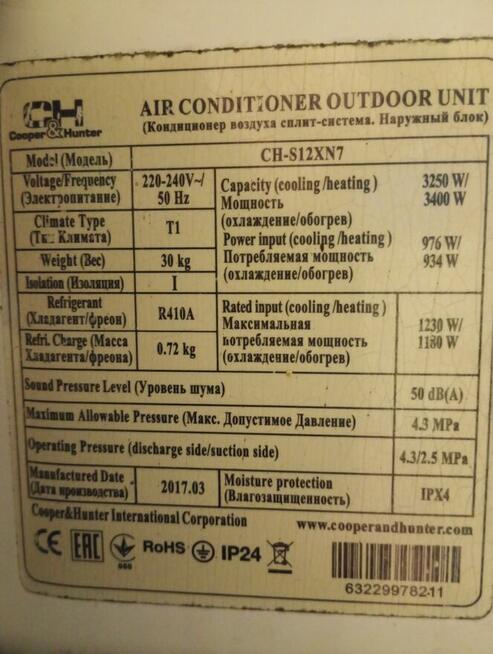 CH
Cooper&Hunter
AIR CONDITIONER OUTDOOR UNIT
(Кондиционер воздуха сплит-система. Наружный блок)
Model (Модель)
CH-S12XN7
Voltage/Frequency
(Электропитание)
220-240V~/
50 Hz
Climate Type
(Тип Климата)
T1
Weight (Вес)
30 kg
Isolation (Изоляция)
I
Refrigerant
(Хладагент/фреон)
R410A
Refri. Charge (Масса
Хладагента/фреона)
0.72 kg
Capacity (cooling /heating )
Мощность
(охлаждение/обогрев)
3250 W/
3400 W
Power input (cooling /heating )
Потребляемая мощность
(охлаждение/обогрев)
976 W/
934 W
Rated input (cooling /heating )
Максимальная
потребляемая мощность
(охлаждение/обогрев)
1230 W/
1180 W
Sound Pressure Level (Уровень шума)
50 dB(A)
Maximum Allowable Pressure (Макс. Допустимое Давление)
4.3 MPa
Operating Pressure (discharge side/suction side)
4.3/2.5 MPa
Manufactured Date
(Дата производства)
2017.03
Moisture protection
(Влагозащищенность)
IPX4
Cooper&Hunter International Corporation
www.cooperandhunter.com
CE EAC RoHS IP24
63229978211